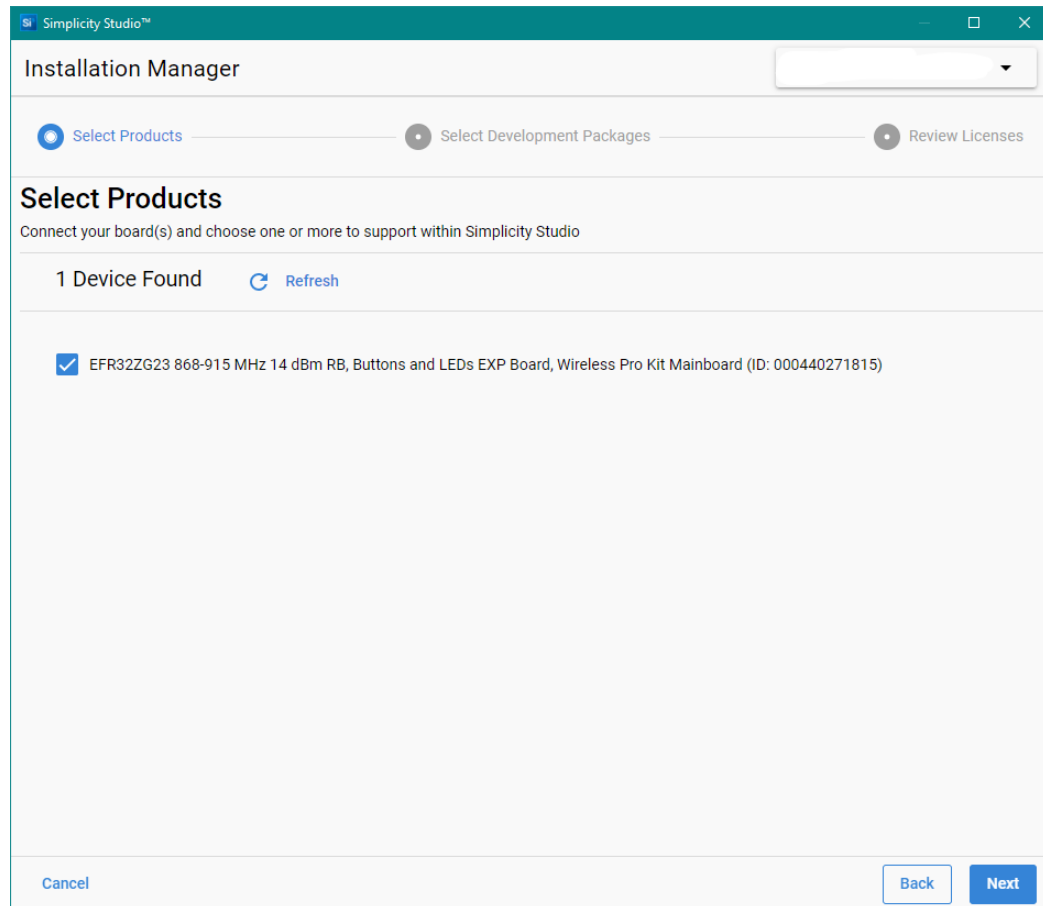 Si Simplicity Studio™
Installation Manager
Select Products
Select Development Packages
Review Licenses
Select Products
Connect your board(s) and choose one or more to support within Simplicity Studio
1 Device Found
Refresh
EFR32ZG23 868-915 MHz 14 dBm RB, Buttons and LEDs EXP Board, Wireless Pro Kit Mainboard (ID: 000440271815)
Cancel
Back
Next